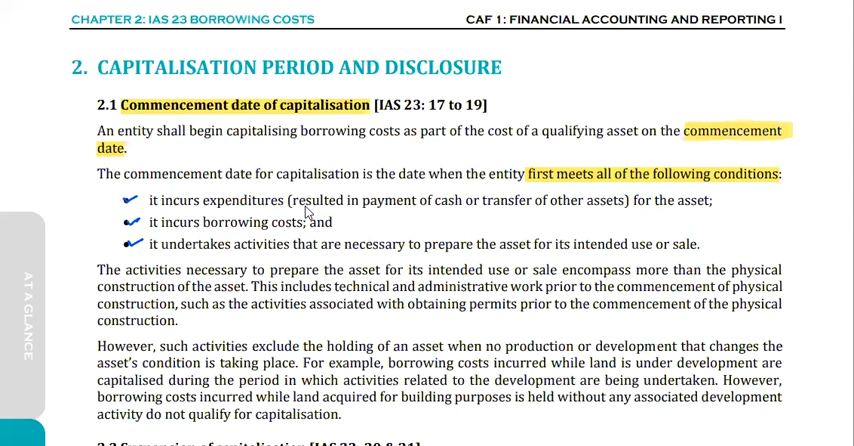 CHAPTER 2: IAS 23 BORROWING COSTS CAF 1: FINANCIAL ACCOUNTING AND REPORTING I
2. CAPITALISATION PERIOD AND DISCLOSURE
2.1 Commencement date of capitalisation [IAS 23: 17 to 19]
An entity shall begin capitalising borrowing costs as part of the cost of a qualifying asset on the commencement
date.
The commencement date for capitalisation is the date when the entity first meets all of the following conditions:
it incurs expenditures (resulted in payment of cash or transfer of other assets) for the asset;
it incurs borrowing costs; and
it undertakes activities that are necessary to prepare the asset for its intended use or sale.
The activities necessary to prepare the asset for its intended use or sale encompass more than the physical
construction of the asset. This includes technical and administrative work prior to the commencement of physical
construction, such as the activities associated with obtaining permits prior to the commencement of the physical
construction.
However, such activities exclude the holding of an asset when no production or development that changes the
asset's condition is taking place. For example, borrowing costs incurred while land is under development are
capitalised during the period in which activities related to the development are being undertaken. However,
borrowing costs incurred while land acquired for building purposes is held without any associated development
activity do not qualify for capitalisation.
2.2 Suspension of capitalisation [IAS 23: 20 & 21]
AT A GLANCE